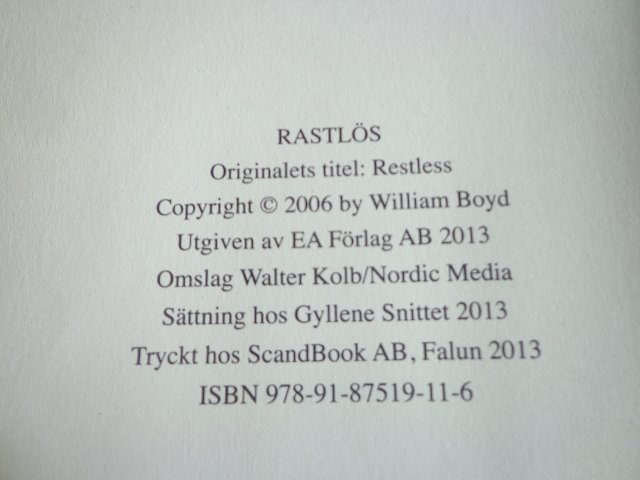 RASTLÖS
Originalets titel: Restless
Copyright © 2006 by William Boyd
Utgiven av EA Förlag AB 2013
Omslag Walter Kolb/Nordic Media
Sättning hos Gyllene Snittet 2013
Tryckt hos ScandBook AB, Falun 2013
ISBN 978-91-87519-11-6